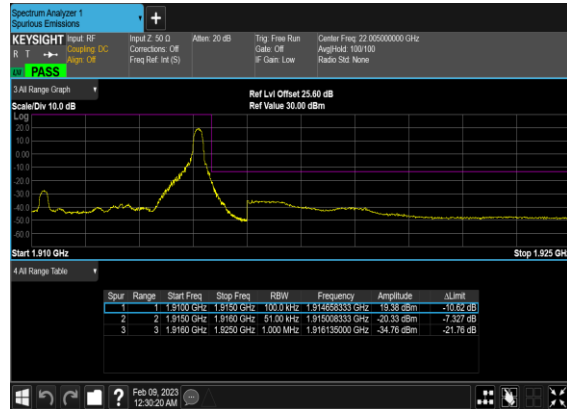 Spectrum Analyzer 1
Spurious Emissions
+
KEYSIGHT Input: RF Input Z: 50 Ω Atten: 20 dB Trig: Free Run Center Freq: 22.005000000 GHz
R T Coupling: DC Corrections: Off Gate: Off Avg|Hold: 100/100
Align: Off Freq Ref: Int (S) IF Gain: Low Radio Std: None
PASS
3 All Range Graph
Ref Lvl Offset 25.60 dB
Scale/Div 10.0 dB Ref Value 30.00 dBm
Log
20.0
10.0
0.00
-10.0
-20.0
-30.0
-40.0
-50.0
-60.0
Start 1.910 GHz Stop 1.925 GH
4 All Range Table
Spur Range Start Freq Stop Freq RBW Frequency Amplitude ΔLimit
1 1 1.9100 GHz 1.9150 GHz 100.0 kHz 1.914658333 GHz 19.38 dBm -10.62 dB
2 2 1.9150 GHz 1.9160 GHz 51.00 kHz 1.915008333 GHz -20.33 dBm -7.327 dB
3 3 1.9160 GHz 1.9250 GHz 1.000 MHz 1.916135000 GHz -34.76 dBm -21.76 dB
? Feb 09, 2023
12:30:20 AM